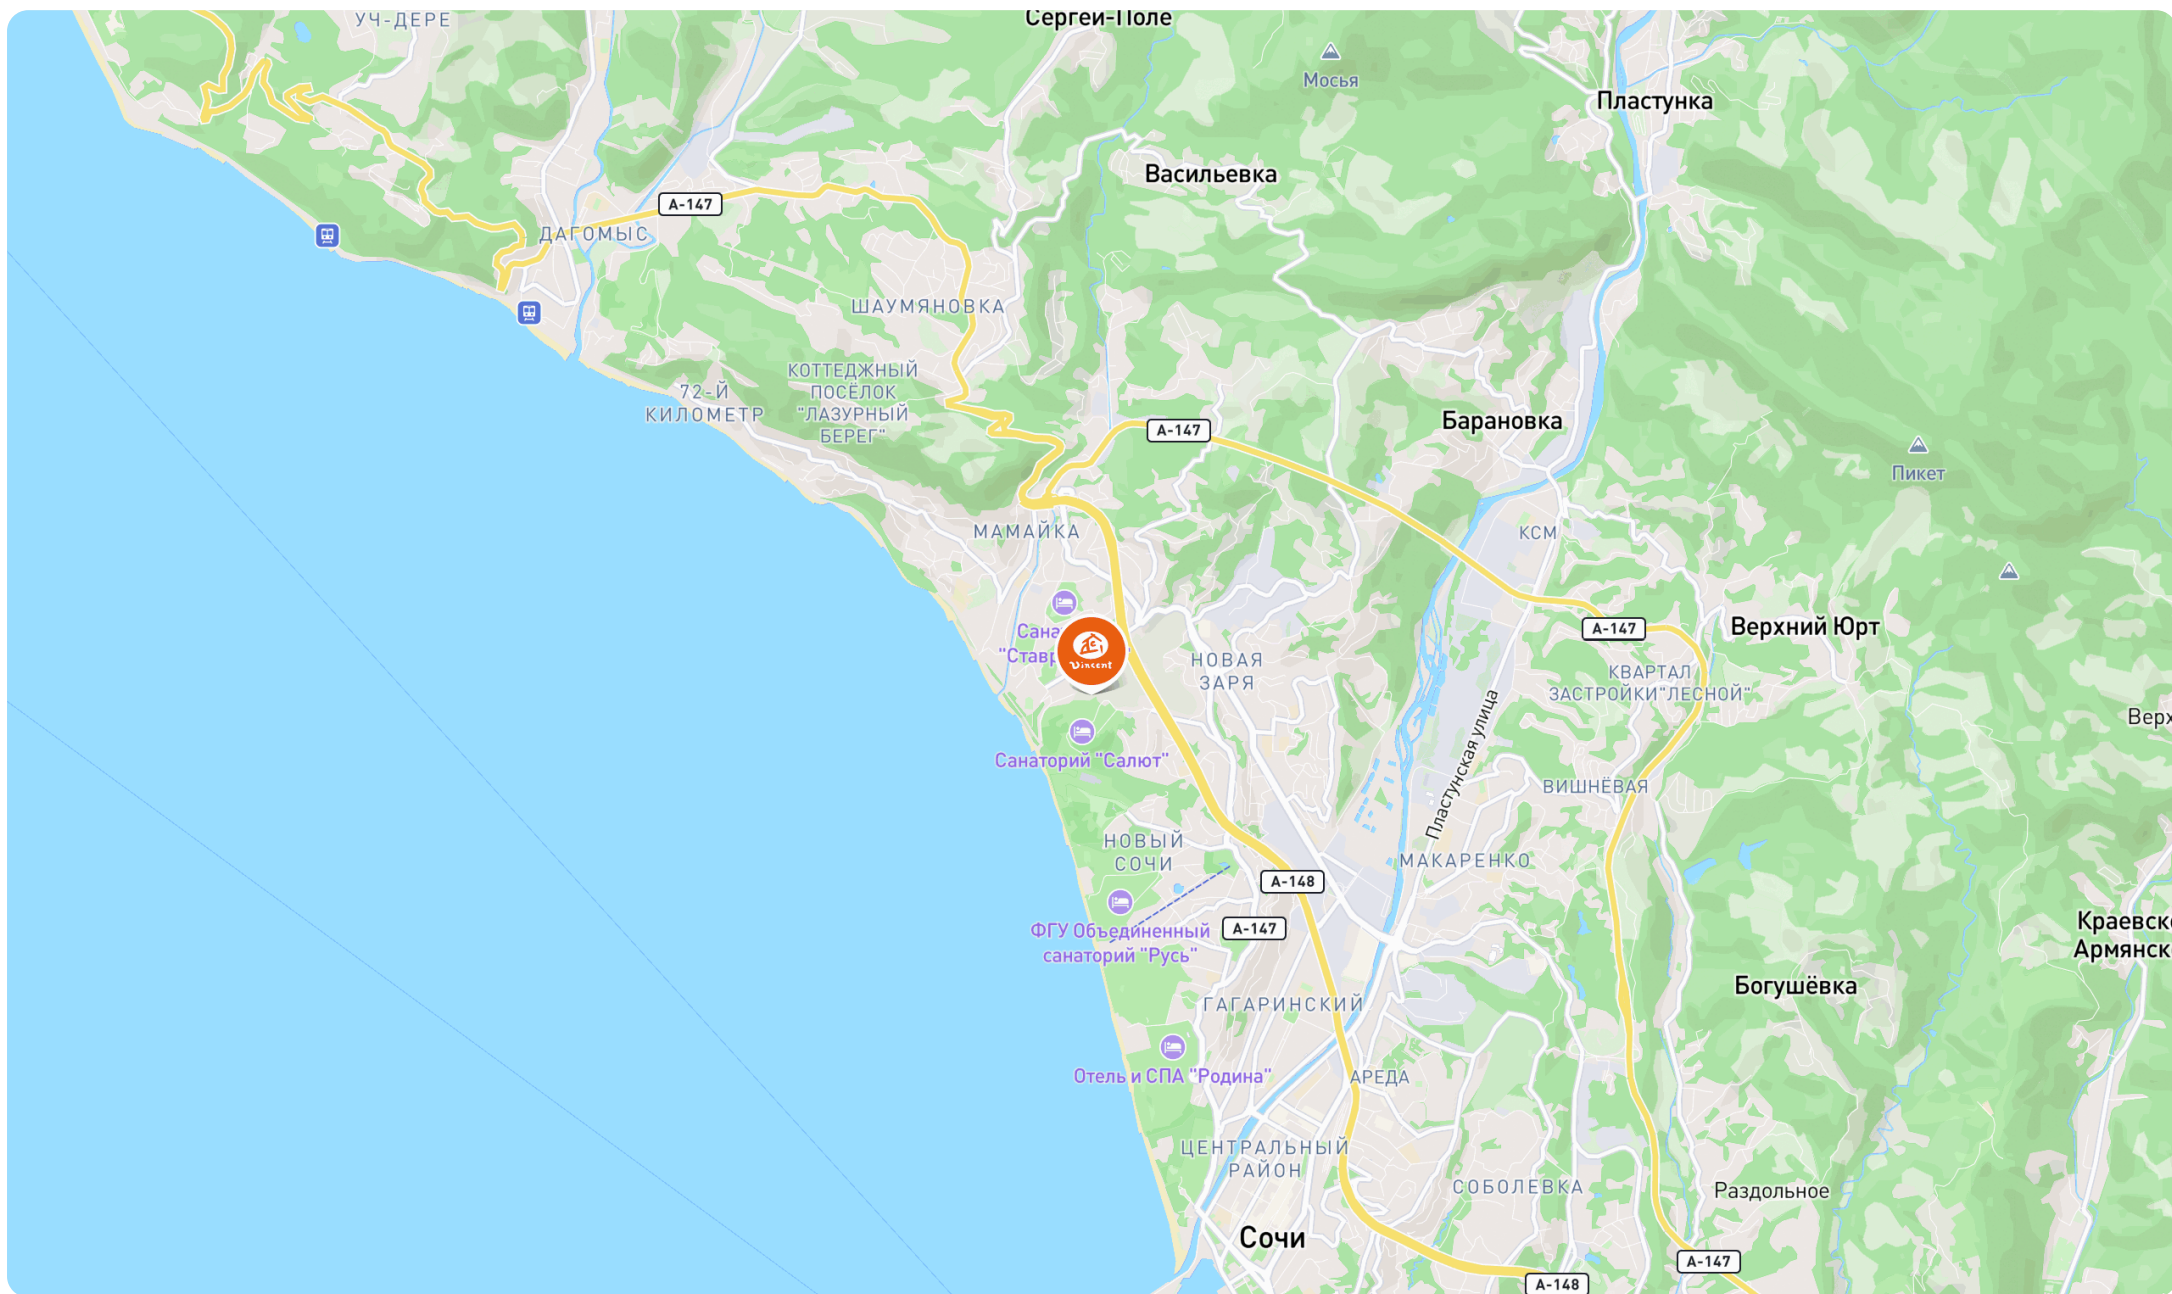 УЧ-ДЕРЕ
Сергей-Поле
Мосья
Пластунка
Васильевка
А-147
ДАГОМЫС
ШАУМЯНОВКА
КОТТЕДЖНЫЙ
ПОСЁЛОК
"ЛАЗУРНЫЙ
БЕРЕГ"
72-Й
КИЛОМЕТР
А-147
Барановка
Пикет
МАМАЙКА
КСМ
Сана
"Ставр
Vincent
А-147
Верхний Юрт
НОВАЯ
ЗАРЯ
КВАРТАЛ
ЗАСТРОЙКИ"ЛЕСНОЙ"
Пластунская улица
Верх
Санаторий "Салют"
ВИШНЁВАЯ
НОВЫЙ
СОЧИ
МАКАРЕНКО
А-148
А-147
ФГУ Объединенный
санаторий "Русь"
Краевско
Армянск
Богушёвка
ГАГАРИНСКИЙ
Отель и СПА "Родина"
АРЕДА
ЦЕНТРАЛЬНЫЙ
РАЙОН
СОБОЛЕВКА
Раздольное
Сочи
А-147
А-148